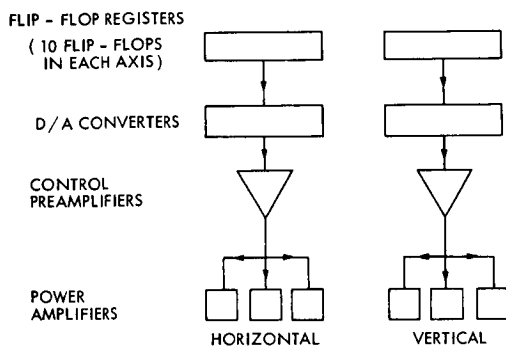 FLIP - FLOP REGISTERS
( 10 FLIP - FLOPS
IN EACH AXIS )
D/A CONVERTERS
CONTROL
PREAMPLIFIERS
POWER
AMPLIFIERS
HORIZONTAL
VERTICAL